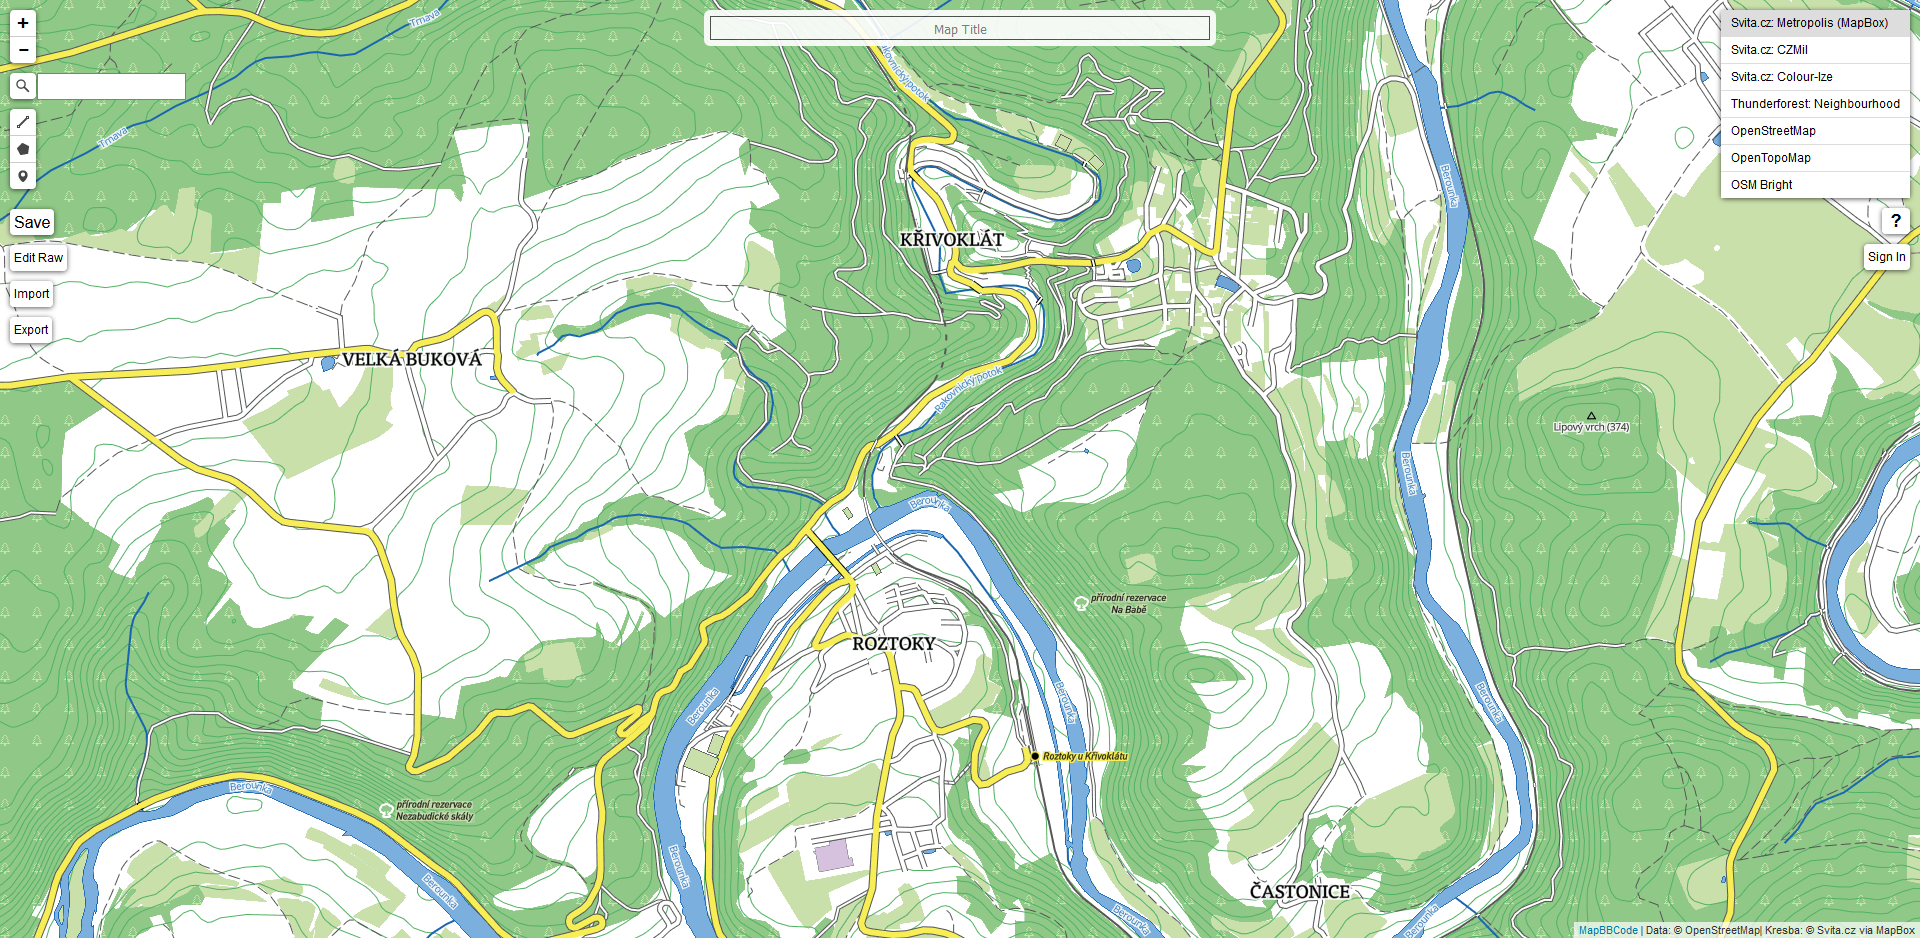 +
−
Save
Edit Raw
Import
Export
Map Title
Svita.cz: Metropolis (MapBox)
Svita.cz: CZMil
Svita.cz: Colour-Ize
Thunderforest: Neighbourhood
OpenStreetMap
OpenTopoMap
OSM Bright
?
Sign In
Trnava
Trnava
Rakovnický potok
Berounka
KŘIVOKLÁT
VELKÁ BUKOVÁ
Rakovnický potok
Lipový vrch (374)
Berounka
Berounka
přírodní rezervace
Na Babě
ROZTOKY
Berounka
Berounka
Berounka
Roztoky u Křivoklátu
Berounka
přírodní rezervace
Nezabudické skály
Berounka
Berounka
ČASTONICE
Berounka
Berounka
MapBBCode | Data: © OpenStreetMap| Kresba: © Svita.cz via MapBox